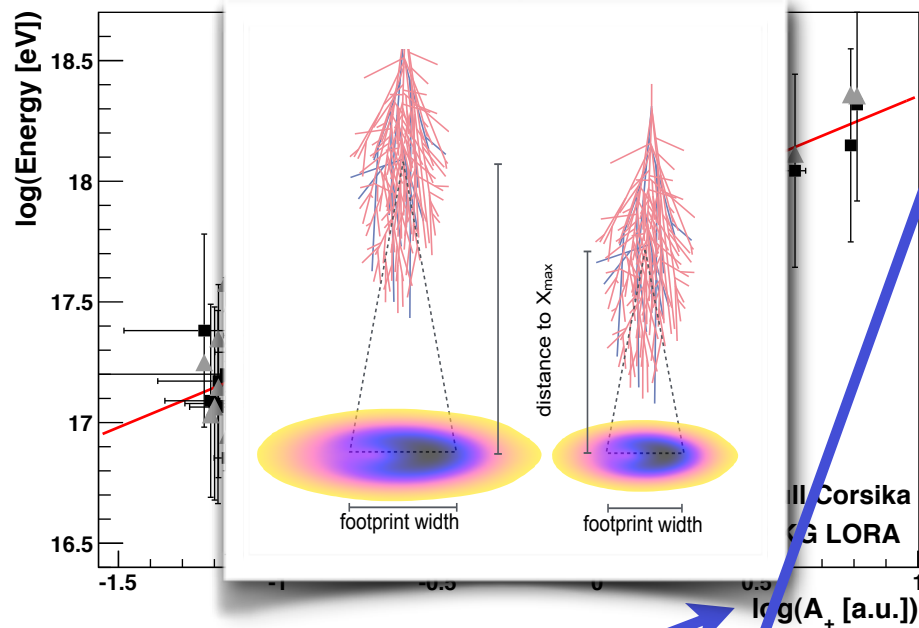 log(Energy [eV])
18.5
18
17.5
17
16.5
distance to Xmax
footprint width
footprint width
Corsika
LORA
-1.5
-1
-0.5
0
0.5
1
log(A+ [a.u.])